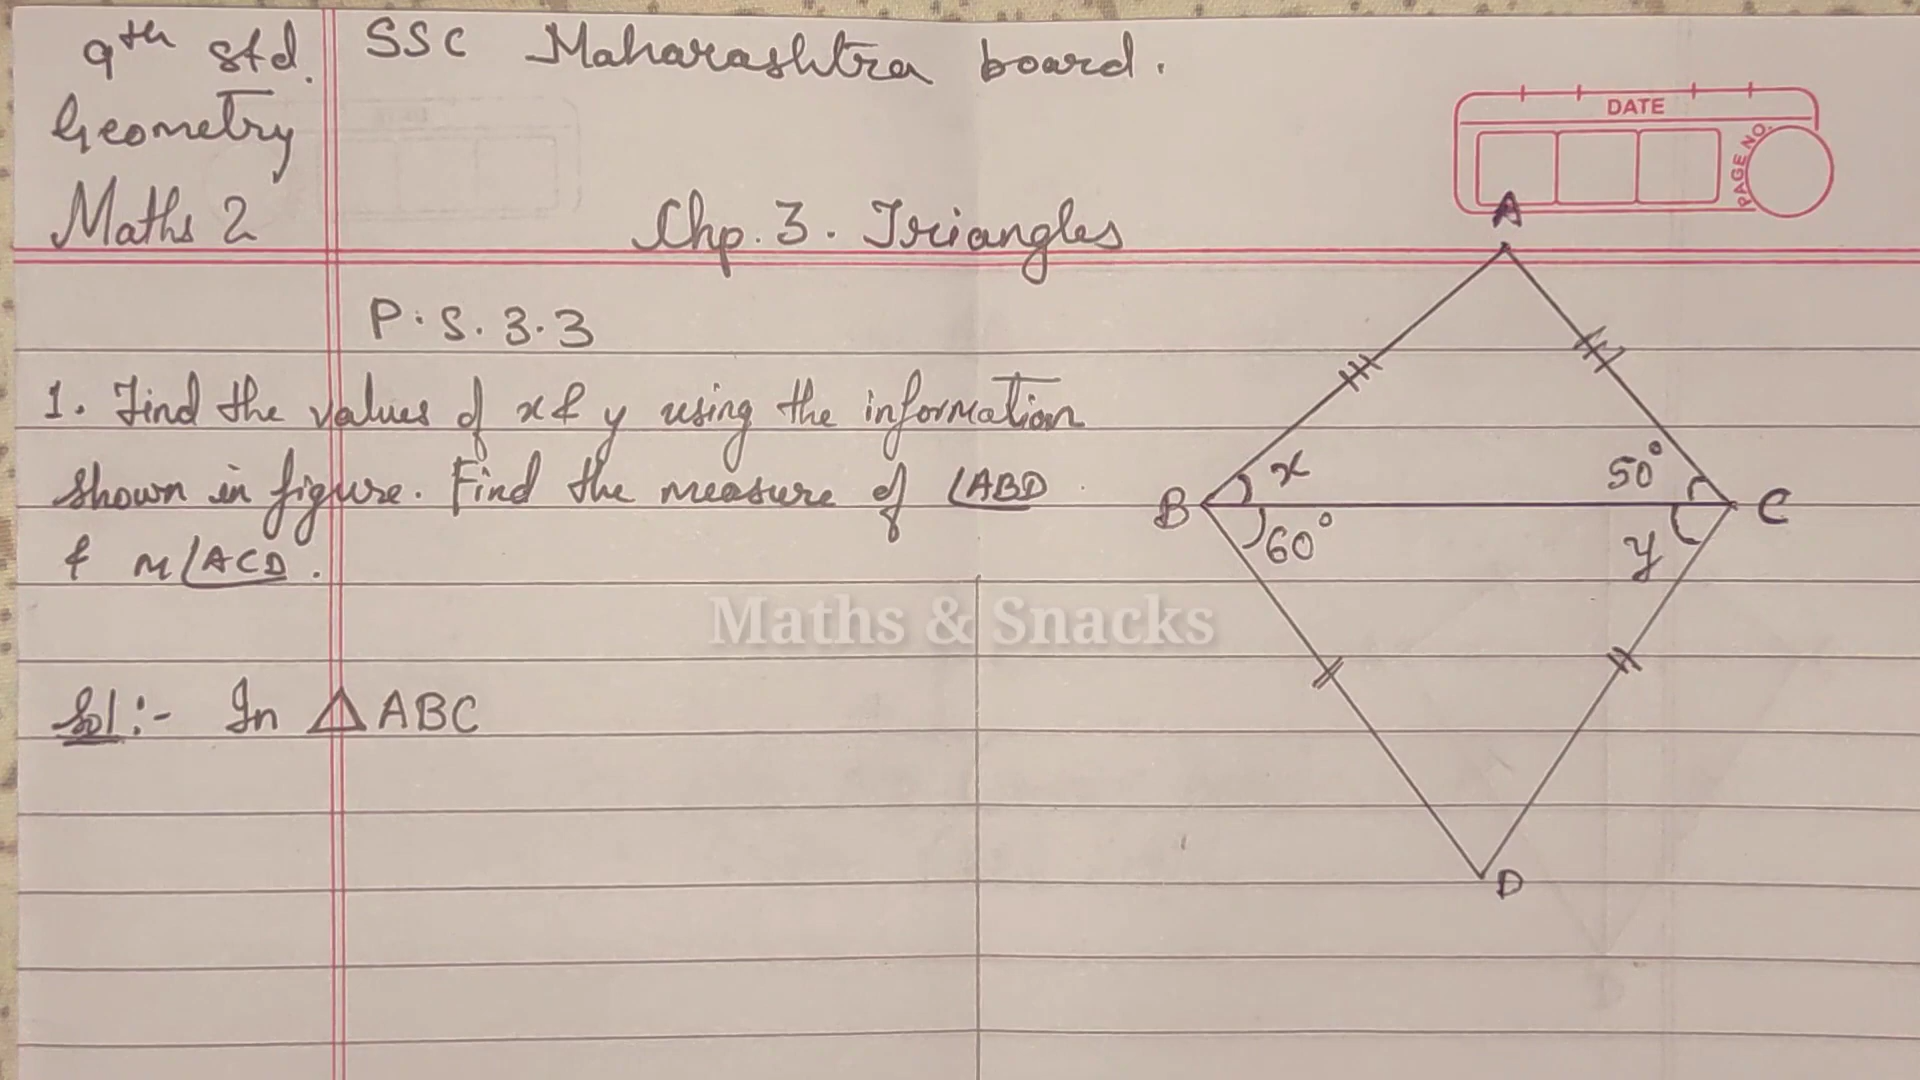 9th std. SSC Maharashtra board.
Geometry
Maths 2
Chp. 3. Triangles
DATE
PAGE NO.
P.S. 3.3
1. Find the values of x & y using the information
shown in figure. Find the measure of ∠ABD
& m∠ACD.
Sol:- In △ABC
A
x
50°
B
C
60°
y
D
Maths & Snacks